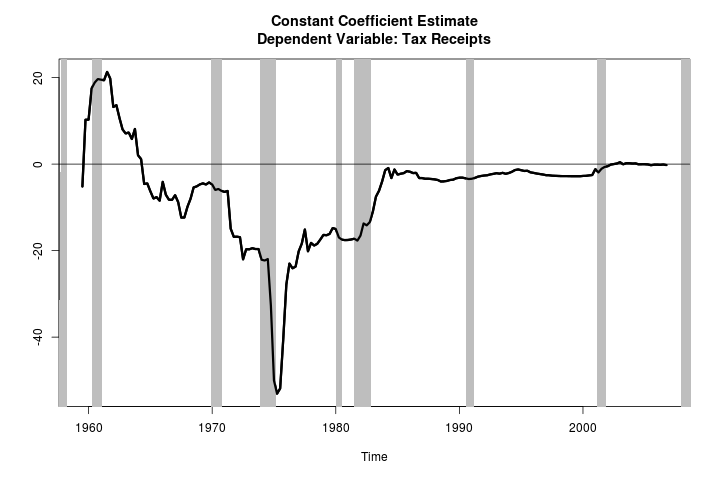 Constant Coefficient Estimate
Dependent Variable: Tax Receipts
20
0
-20
-40
1960 1970 1980 1990 2000
Time